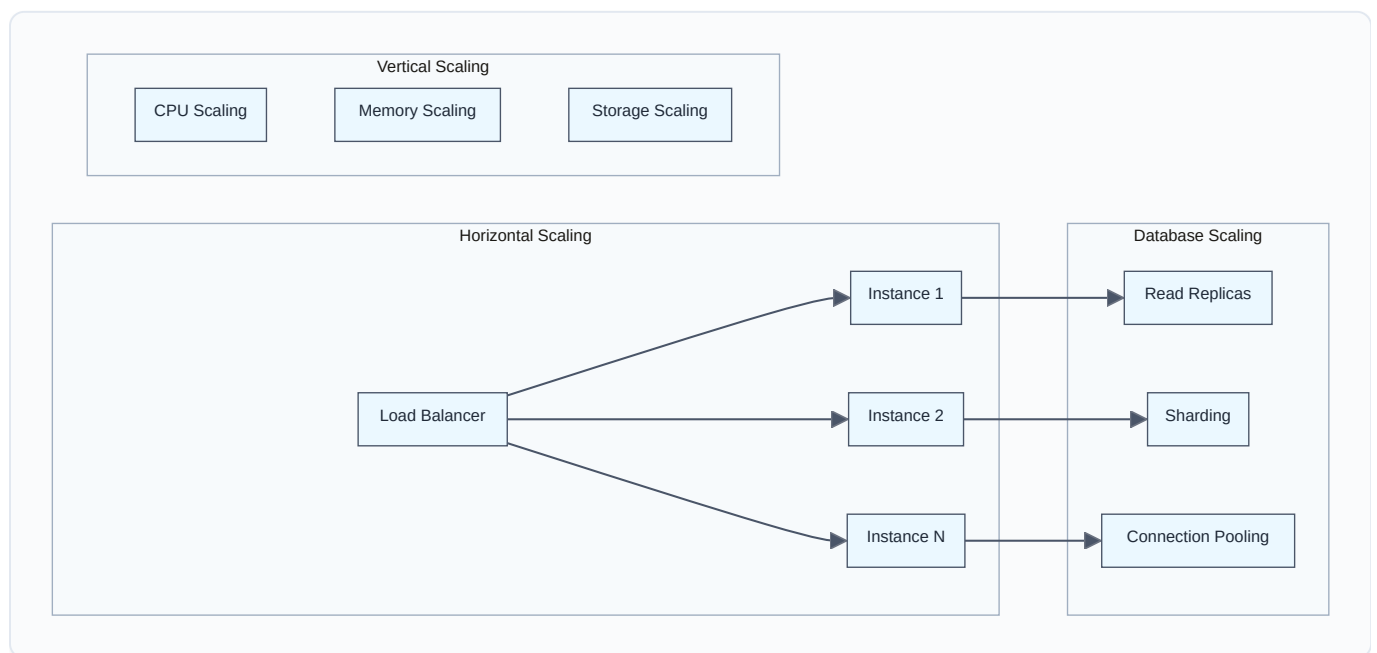 Vertical Scaling
CPU Scaling
Memory Scaling
Storage Scaling
Horizontal Scaling
Database Scaling
Instance 1
Read Replicas
Load Balancer
Instance 2
Sharding
Instance N
Connection Pooling